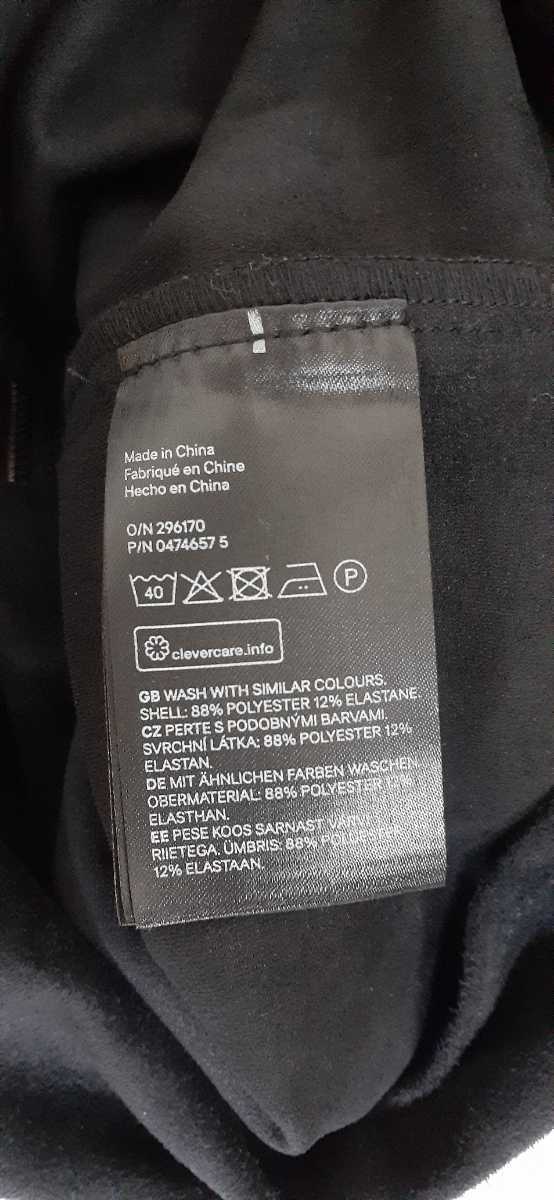 Made in China
Fabriqué en Chine
Hecho en China
O/N 296170
P/N 0474657 5
40 P
clevercare.info
GB WASH WITH SIMILAR COLOURS.
SHELL: 88% POLYESTER 12% ELASTANE.
CZ PERTE S PODOBNÝMI BARVAMI.
SVRCHNÍ LÁTKA: 88% POLYESTER 12%
ELASTAN.
DE MIT ÄHNLICHEN FARBEN WASCHEN.
OBERMATERIAL: 88% POLYESTER 12%
ELASTHAN.
EE PESE KOOS SARNAST
RIIETEGA. ÜMBRIS: 88% POLÜESTER
12% ELASTAAN.